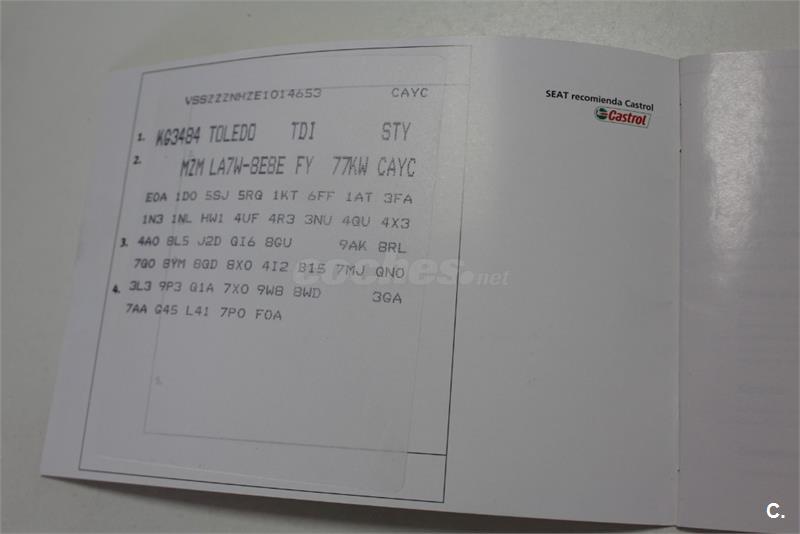 VSSZZZNHZE1014653 CAYC
1. KG3484 TOLEDO TDI STY
2. MZM LA7W-8E8E FY 77KW CAYC
E0A 1D0 5SJ 5RQ 1KT 6FF 1AT 3FA
1N3 1NL HW1 4UF 4R3 3NU 4QU 4X3
3. 4A0 8L5 J2D QI6 8GU 9AK 8RL
7Q0 8YM 8QD 8X0 4I2 B15 7MJ QN0
4. 3L3 9P3 Q1A 7X0 9W8 8WD 3GA
7AA G45 L41 7P0 F0A
SEAT recomienda Castrol
Castrol
coches.net
C.